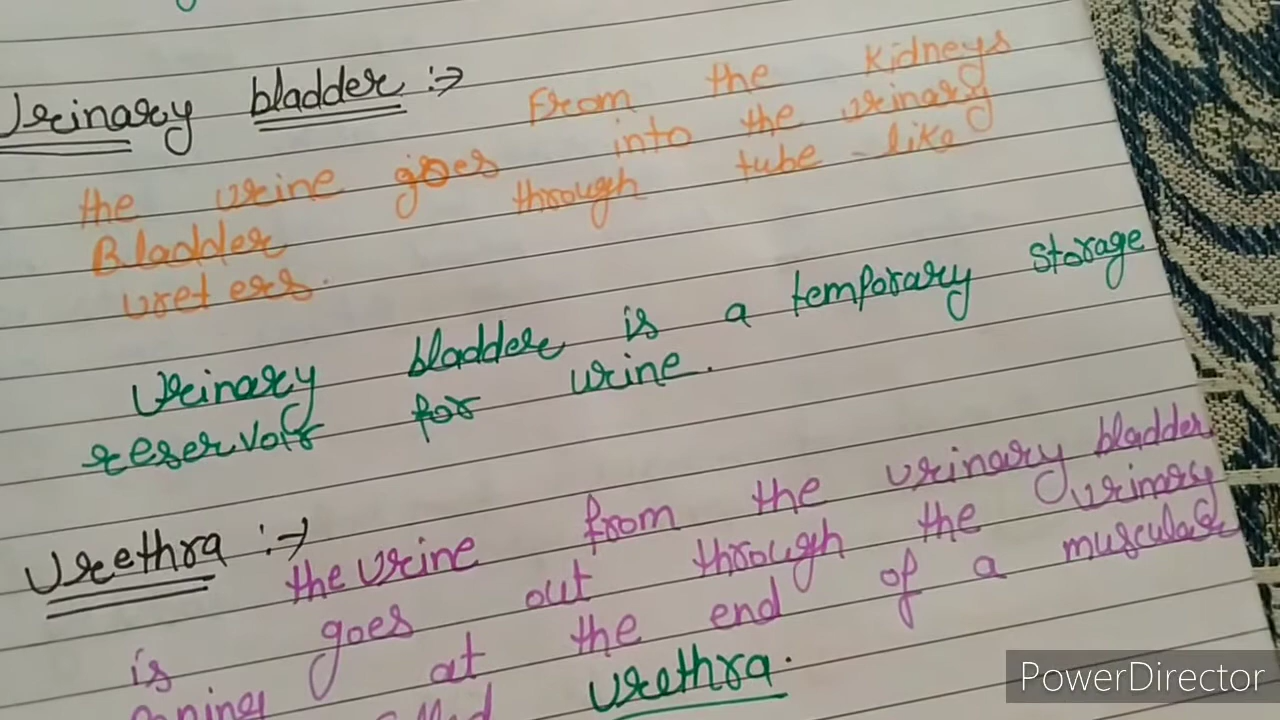 Urinary bladder :→ From the Kidneys
the urine goes into the urinary
Bladder through tube-like
ureters.
Urinary bladder is a temporary storage
reservoir for urine.
Urethra :→
the urine from the urinary bladder
is goes out through the urinary
opening at the end of a muscular
urethra.
PowerDirector